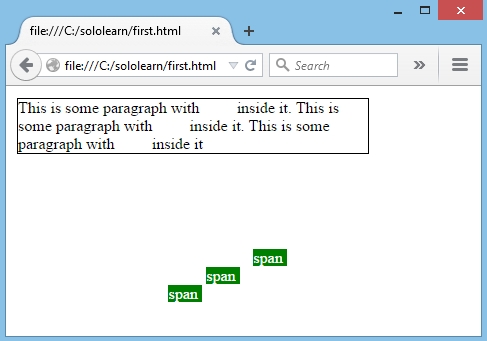 file:///C:/sololearn/first.html
file:///C:/sololearn/first.html
Search
This is some paragraph with inside it. This is
some paragraph with inside it. This is some
paragraph with inside it
span
span
span